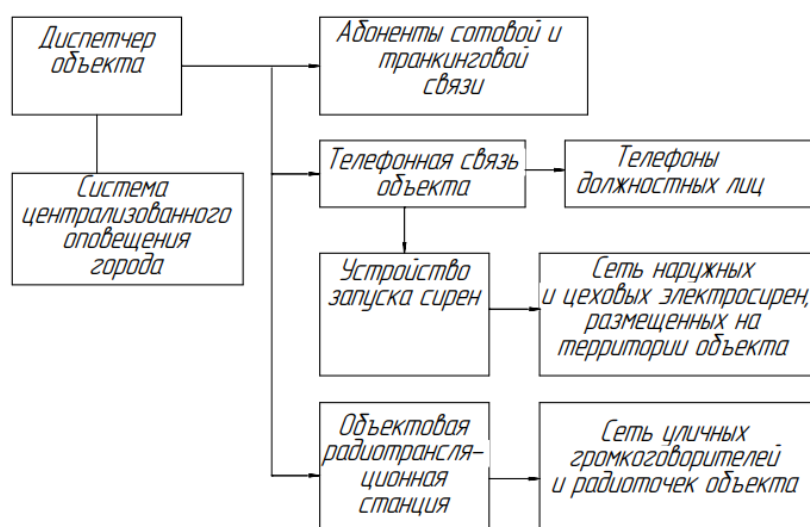 Диспетчер
объекта
Абоненты сотовой и
транкинговой
связи
Система
централизованного
оповещения
города
Телефонная связь
объекта
Телефоны
должностных лиц
Устройство
запуска сирен
Сеть наружных
и цеховых электросирен,
размещенных на
территории объекта
Объектовая
радиотрансля-
ционная
станция
Сеть уличных
громкоговорителей
и радиоточек объекта